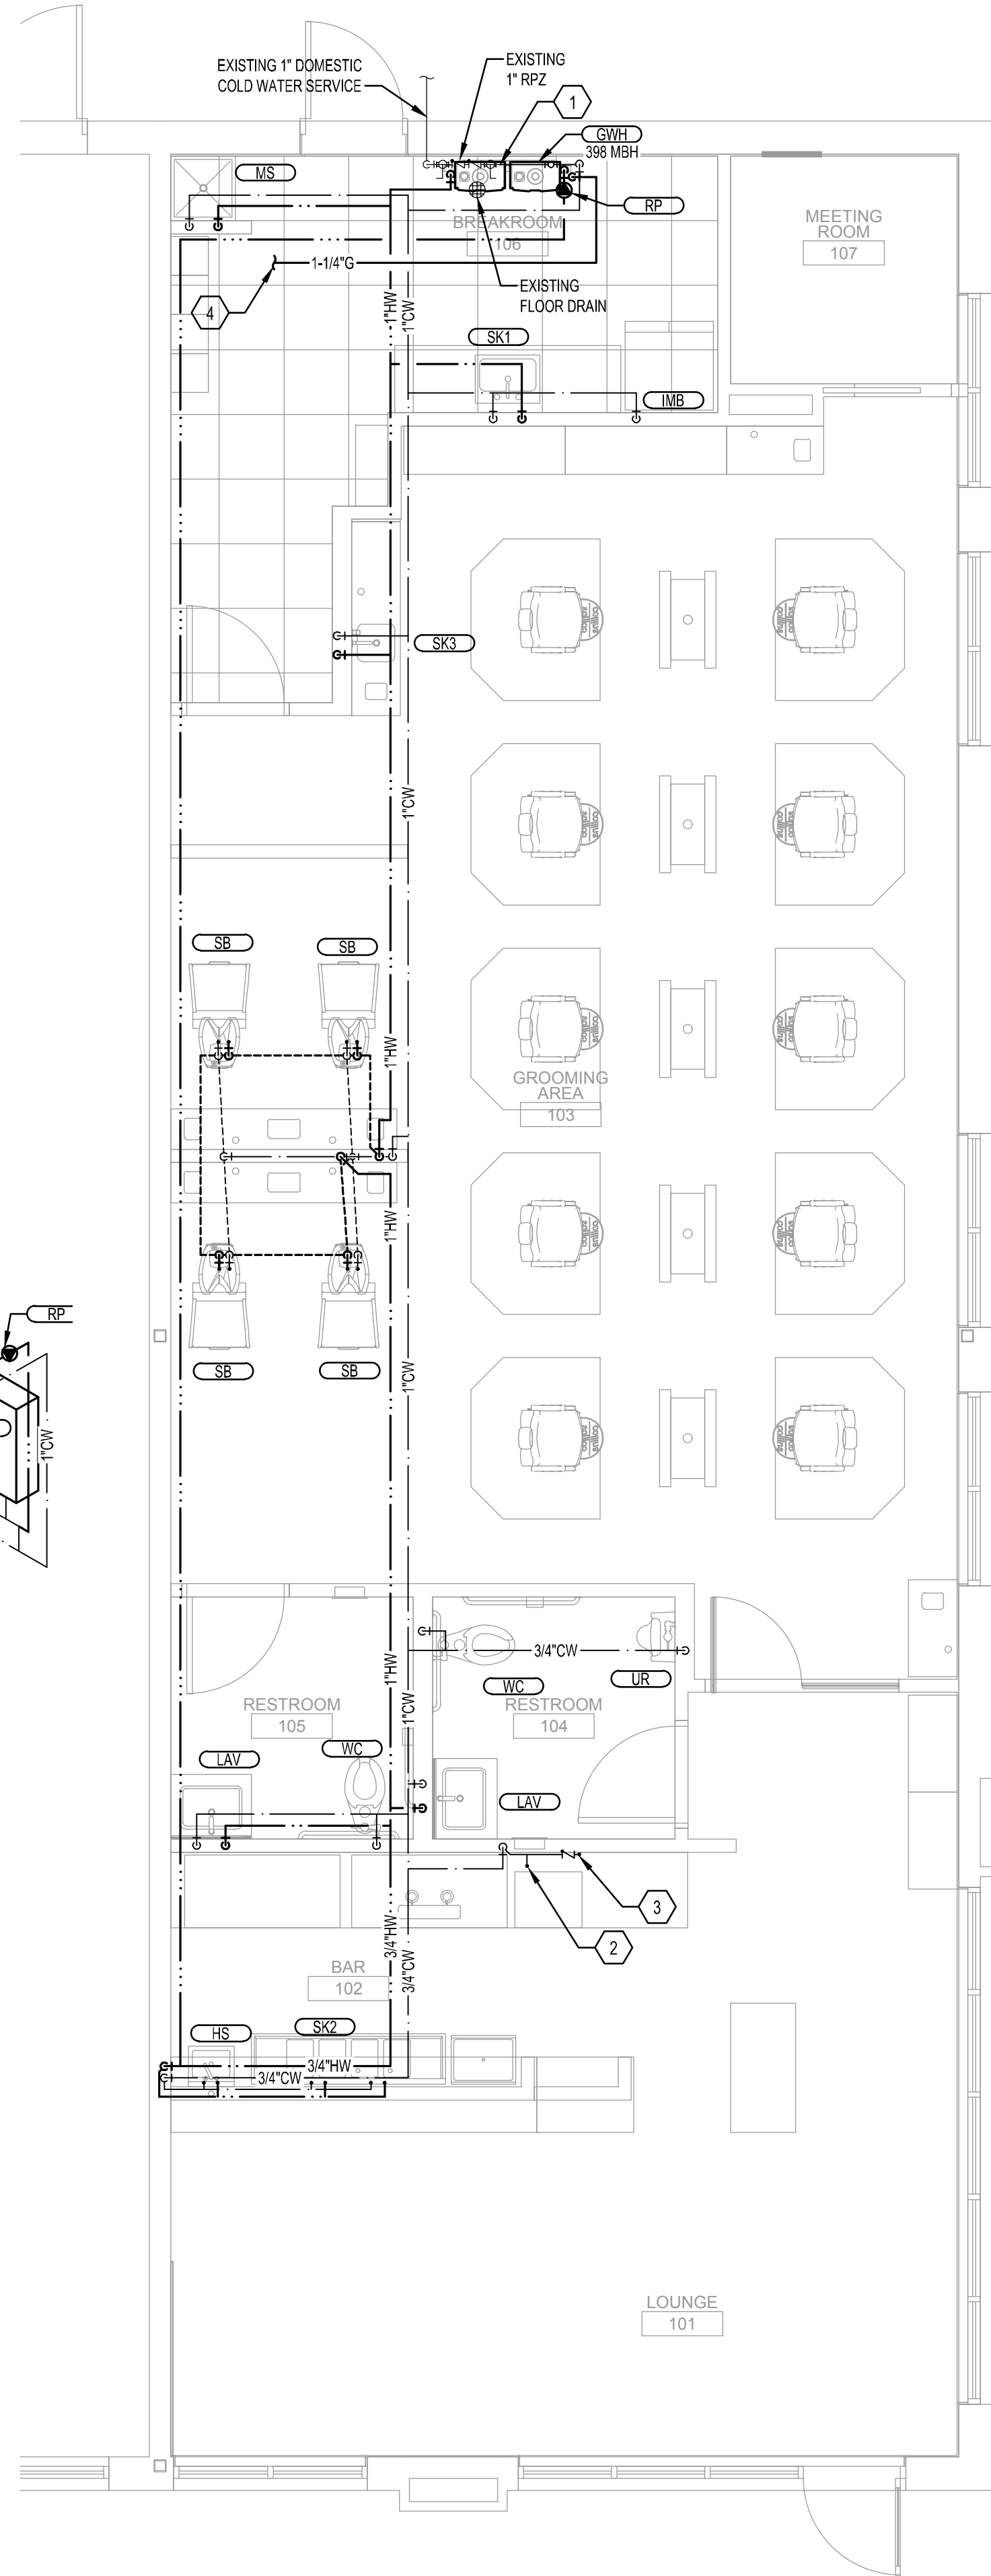 EXISTING 1" DOMESTIC
COLD WATER SERVICE
EXISTING
1" RPZ
1
GWH
398 MBH
MS
RP
BREAKROOM
106
MEETING
ROOM
107
1-1/4"G
4
EXISTING
FLOOR DRAIN
1"HW
1"CW
SK1
IMB
SK3
1"CW
SB
SB
1"HW
GROOMING
AREA
103
1"HW
RP
SB
SB
1"CW
1"CW
3/4"CW
1"HW
WC
UR
RESTROOM
105
RESTROOM
104
1"CW
LAV
WC
LAV
3
2
3/4"HW
3/4"CW
BAR
102
HS
SK2
3/4"HW
3/4"CW
LOUNGE
101